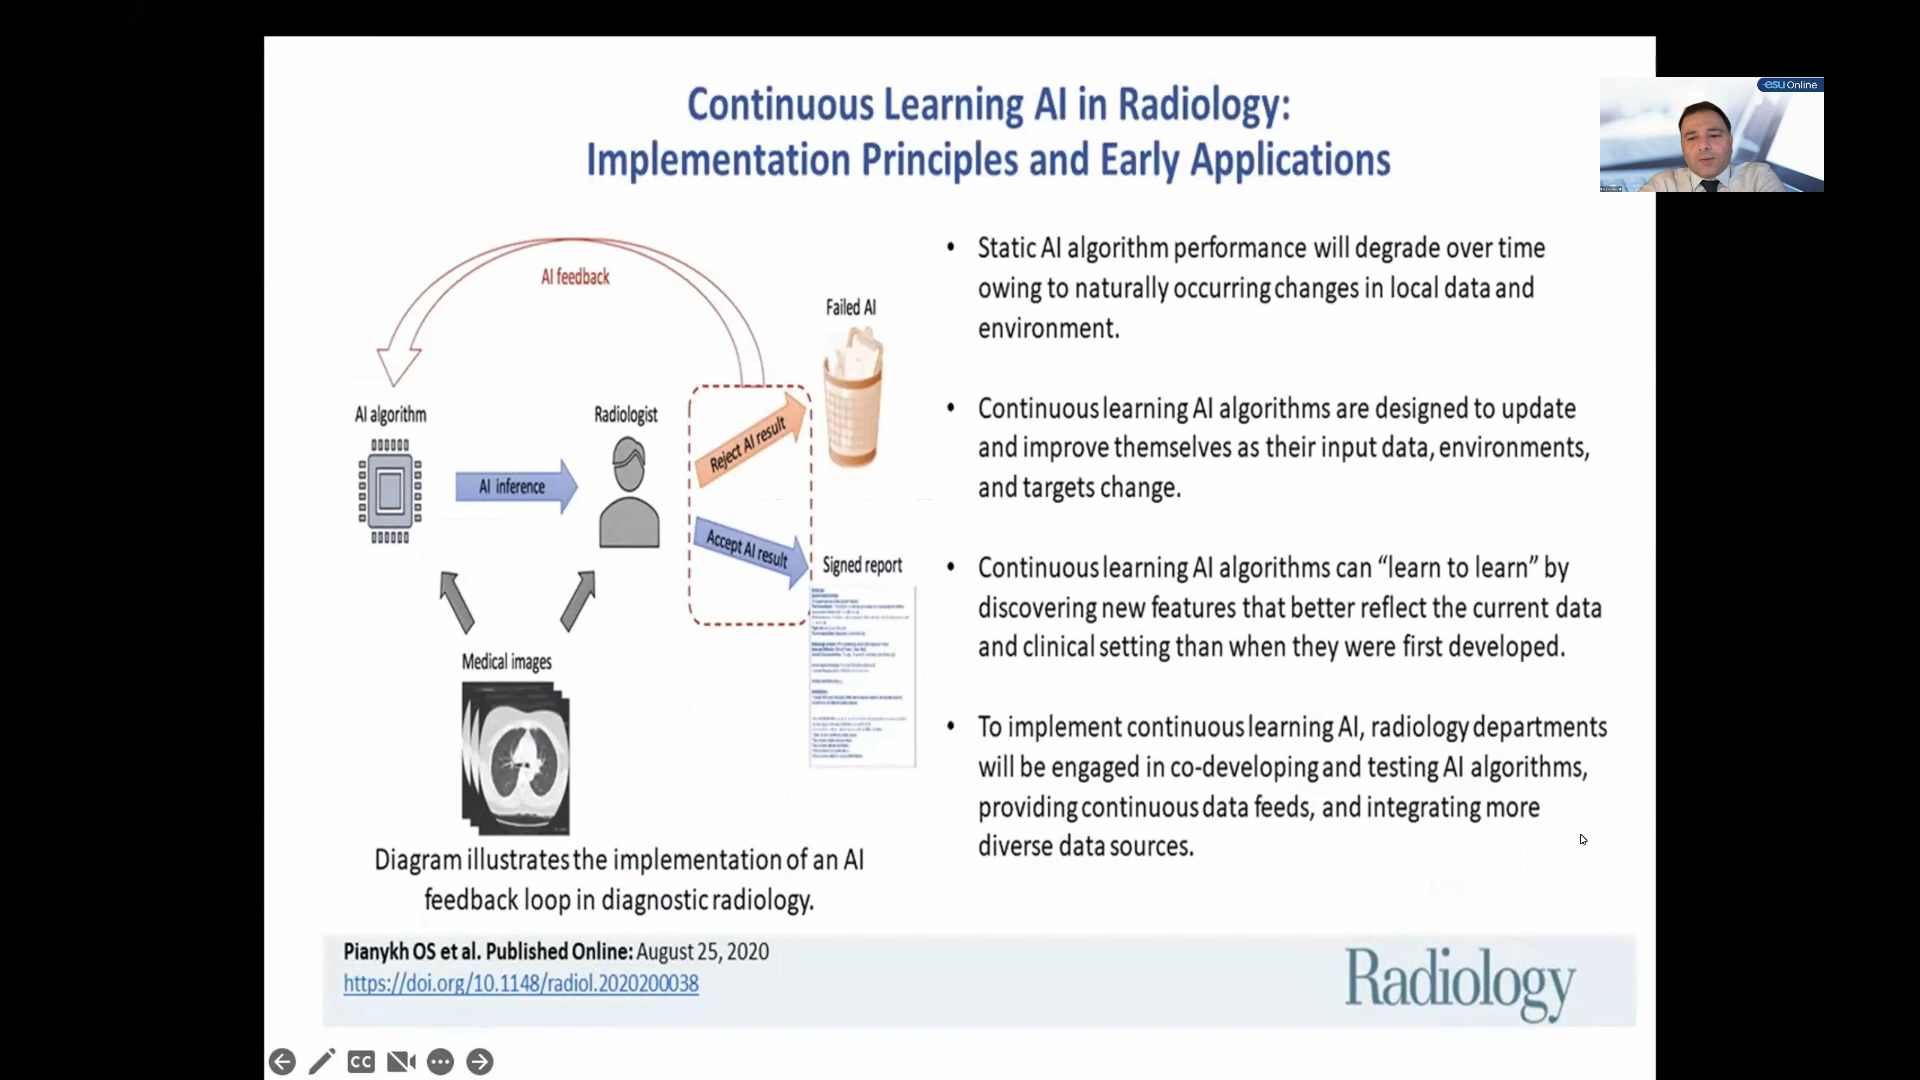 esu Online
Continuous Learning AI in Radiology:
Implementation Principles and Early Applications
AI feedback
Failed AI
AI algorithm
Radiologist
Reject AI result
AI inference
Accept AI result
Signed report
Medical images
Diagram illustrates the implementation of an AI
feedback loop in diagnostic radiology.
• Static AI algorithm performance will degrade over time
owing to naturally occurring changes in local data and
environment.
• Continuous learning AI algorithms are designed to update
and improve themselves as their input data, environments,
and targets change.
• Continuous learning AI algorithms can “learn to learn” by
discovering new features that better reflect the current data
and clinical setting than when they were first developed.
• To implement continuous learning AI, radiology departments
will be engaged in co-developing and testing AI algorithms,
providing continuous data feeds, and integrating more
diverse data sources.
Pianykh OS et al. Published Online: August 25, 2020
https://doi.org/10.1148/radiol.2020200038
Radiology
CC